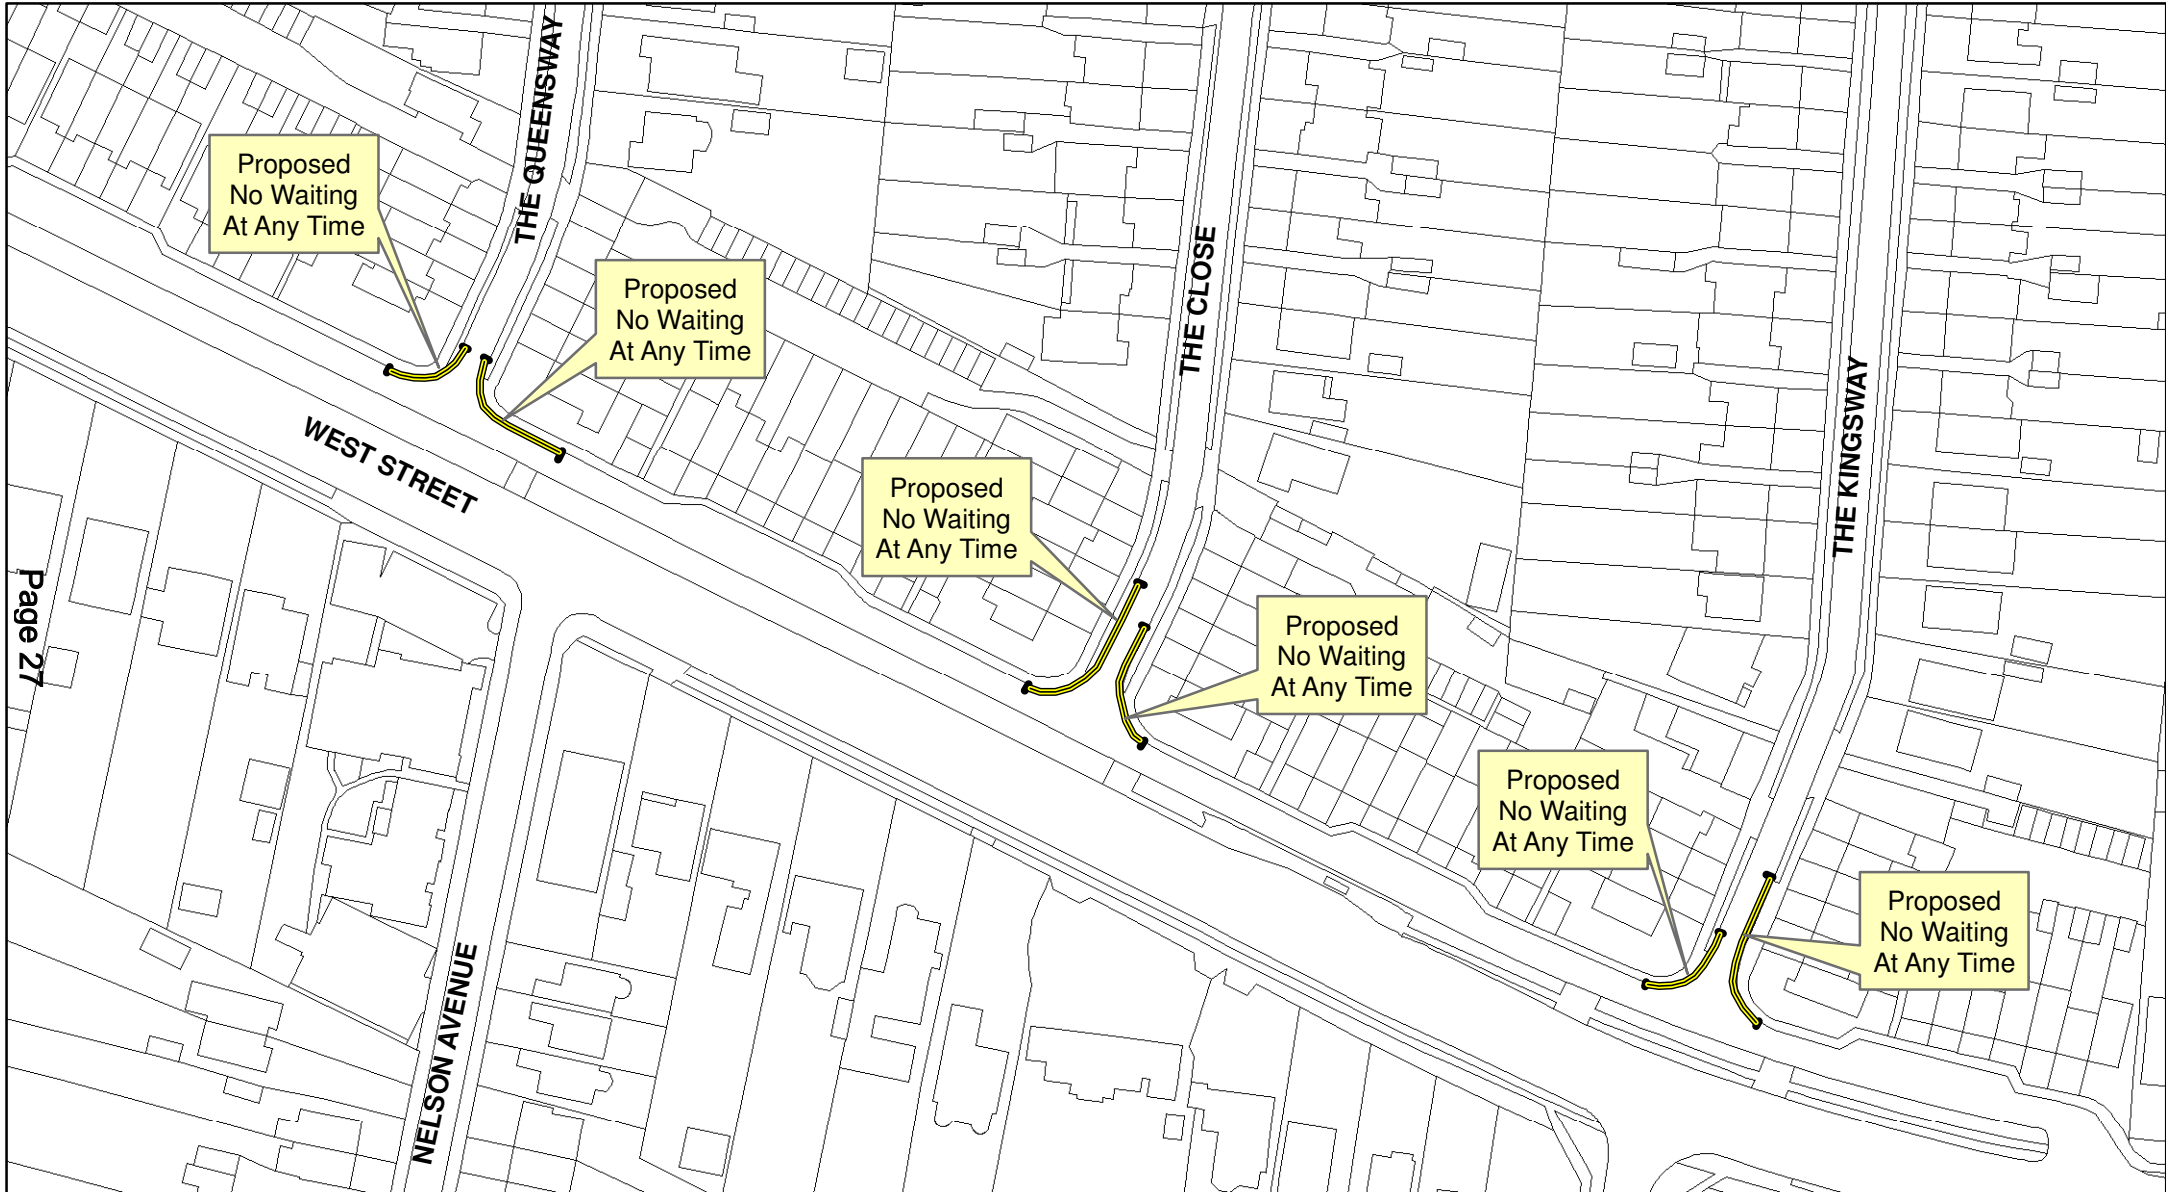 THE QUEENSWAY
Proposed
No Waiting
At Any Time
Proposed
No Waiting
At Any Time
THE CLOSE
THE KINGSWAY
WEST STREET
Proposed
No Waiting
At Any Time
Page 27
Proposed
No Waiting
At Any Time
Proposed
No Waiting
At Any Time
Proposed
No Waiting
At Any Time
NELSON AVENUE